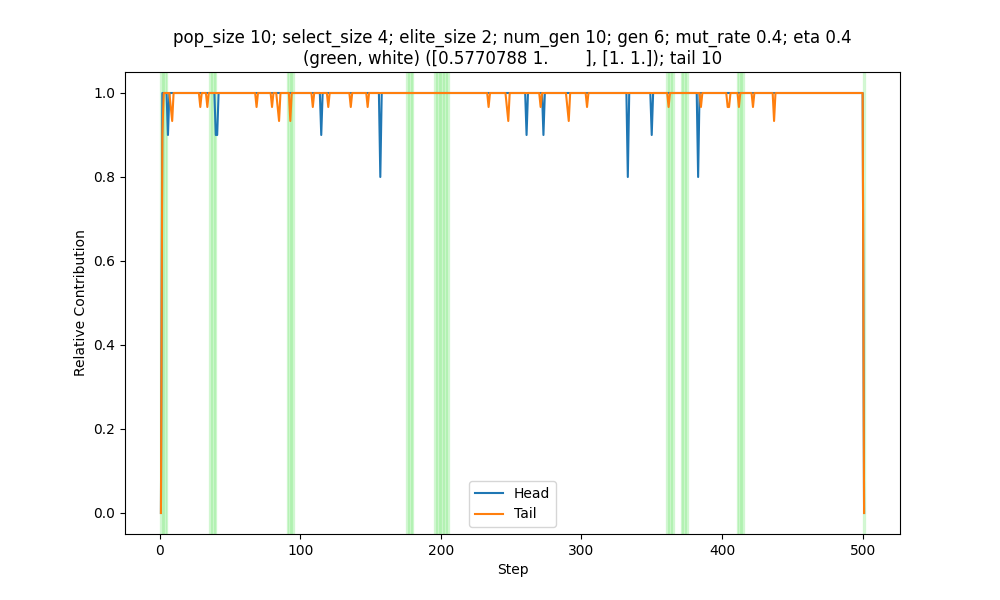 pop_size 10; select_size 4; elite_size 2; num_gen 10; gen 6; mut_rate 0.4; eta 0.4
(green, white) ([0.5770788 1.       ], [1. 1.]); tail 10
1.0
0.8
0.6
0.4
0.2
0.0
Relative Contribution
Head
Tail
0
100
200
300
400
500
Step